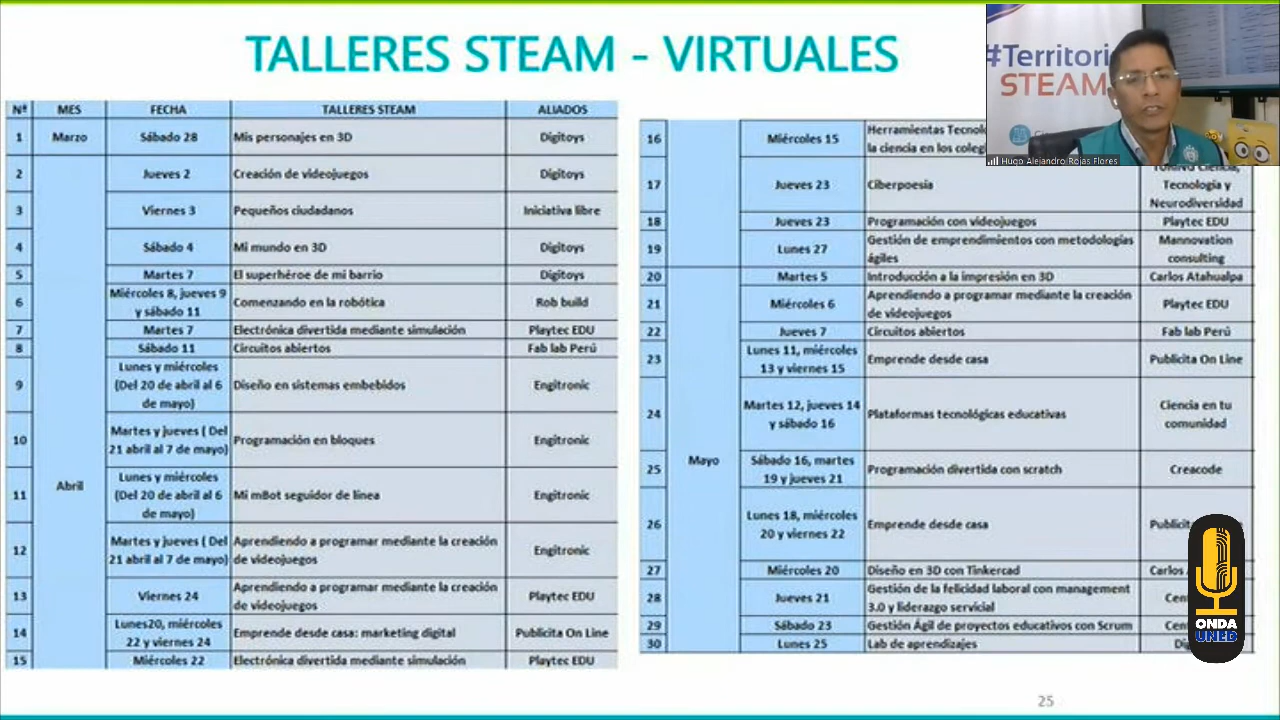 TALLERES STEAM - VIRTUALES
#Territorio
STEAM
Hugo Alejandro Rojas Flores
Nº MES FECHA TALLERES STEAM ALIADOS
1 Marzo Sábado 28 Mis personajes en 3D Digitoys
2 Jueves 2 Creación de videojuegos Digitoys
3 Viernes 3 Pequeños ciudadanos Iniciativa libre
4 Sábado 4 Mi mundo en 3D Digitoys
5 Martes 7 El superhéroe de mi barrio Digitoys
6 Miércoles 8, jueves 9
y sábado 11 Comenzando en la robótica Rob build
7 Martes 7 Electrónica divertida mediante simulación Playtec EDU
8 Sábado 11 Circuitos abiertos Fab lab Perú
9 Lunes y miércoles
(Del 20 de abril al 6
de mayo) Diseño en sistemas embebidos Engitronic
10 Martes y jueves ( Del
21 abril al 7 de mayo) Programación en bloques Engitronic
Abril
11 Lunes y miércoles
(Del 20 de abril al 6
de mayo) Mi mBot seguidor de línea Engitronic
12 Martes y jueves ( Del
21 abril al 7 de mayo) Aprendiendo a programar mediante la creación
de videojuegos Engitronic
13 Viernes 24 Aprendiendo a programar mediante la creación
de videojuegos Playtec EDU
14 Lunes20, miércoles
22 y viernes 24 Emprende desde casa: marketing digital Publicita On Line
15 Miércoles 22 Electrónica divertida mediante simulación Playtec EDU
16 Miércoles 15 Herramientas
la ciencia en los
17 Jueves 23 Ciberpoesia Ciencia,
Tecnología y
Neurodiversidad
18 Jueves 23 Programación con videojuegos Playtec EDU
19 Lunes 27 Gestión de emprendimientos con metodologías
ágiles Mannovation
consulting
20 Martes 5 Introducción a la impresión en 3D Carlos Atahualpa
21 Miércoles 6 Aprendiendo a programar mediante la creación
de videojuegos Playtec EDU
22 Jueves 7 Circuitos abiertos Fab lab Perú
23 Lunes 11, miércoles
13 y viernes 15 Emprende desde casa Publicita On Line
24 Martes 12, jueves 14
y sábado 16 Plataformas tecnológicas educativas Ciencia en tu
comunidad
Mayo
25 Sábado 16, martes
19 y jueves 21 Programación divertida con scratch Creacode
26 Lunes 18, miércoles
20 y viernes 22 Emprende desde casa
27 Miércoles 20 Diseño en 3D con Tinkercad Carlos
28 Jueves 21 Gestión de la felicidad laboral con management
3.0 y liderazgo servicial
29 Sábado 23 Gestión Ágil de proyectos educativos con Scrum
30 Lunes 25 Lab de aprendizajes
ONDA
UNED
25